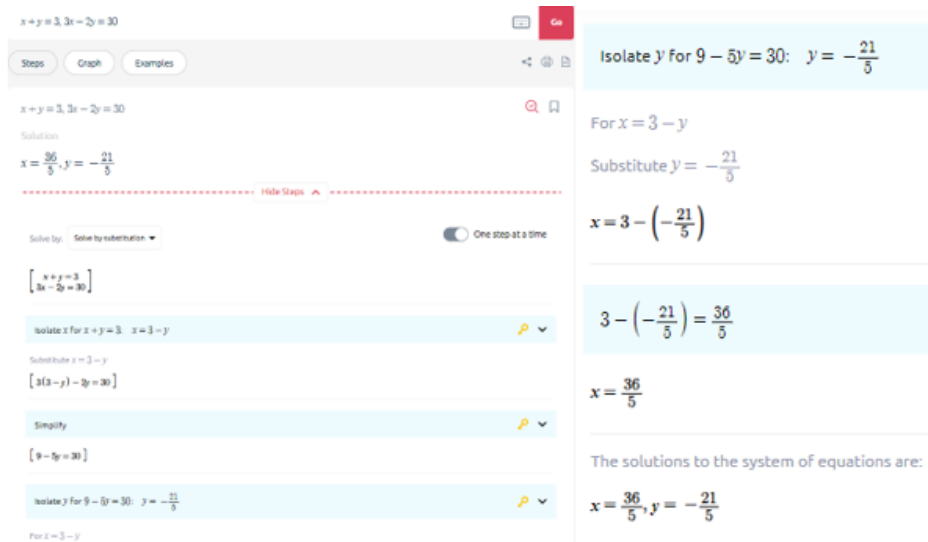 x + y = 3, 3x − 2y = 30
Go
Steps
Graph
Examples
x + y = 3, 3x − 2y = 30
Solution
x = 36/5, y = − 21/5
Hide Steps
Solve by:
Solve by substitution
One step at a time
[ x + y = 3
3x − 2y = 30 ]
Isolate x for x + y = 3: x = 3 − y
Substitute x = 3 − y
[ 3(3 − y) − 2y = 30 ]
Simplify
[ 9 − 5y = 30 ]
Isolate y for 9 − 5y = 30: y = − 21/5
For x = 3 − y
Isolate y for 9 − 5y = 30: y = − 21/5
For x = 3 − y
Substitute y = − 21/5
x = 3 − (− 21/5)
3 − (− 21/5) = 36/5
x = 36/5
The solutions to the system of equations are:
x = 36/5, y = − 21/5